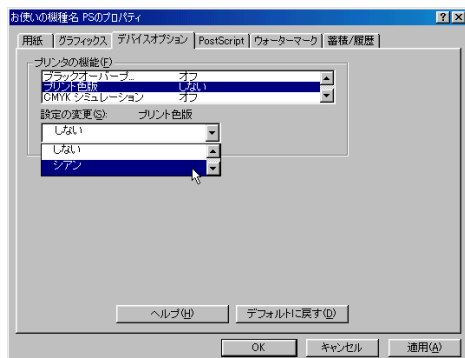 お使いの機種名 PSのプロパティ
用紙 グラフィックス デバイスオプション PostScript ウォーターマーク 蓄積/履歴
プリンタの機能(F)
ブラックオーバープ... オフ
プリント色版 しない
CMYK シミュレーション オフ
設定の変更(S): プリント色版
しない
しない
シアン
ヘルプ(H) デフォルトに戻す(D)
OK キャンセル 適用(A)